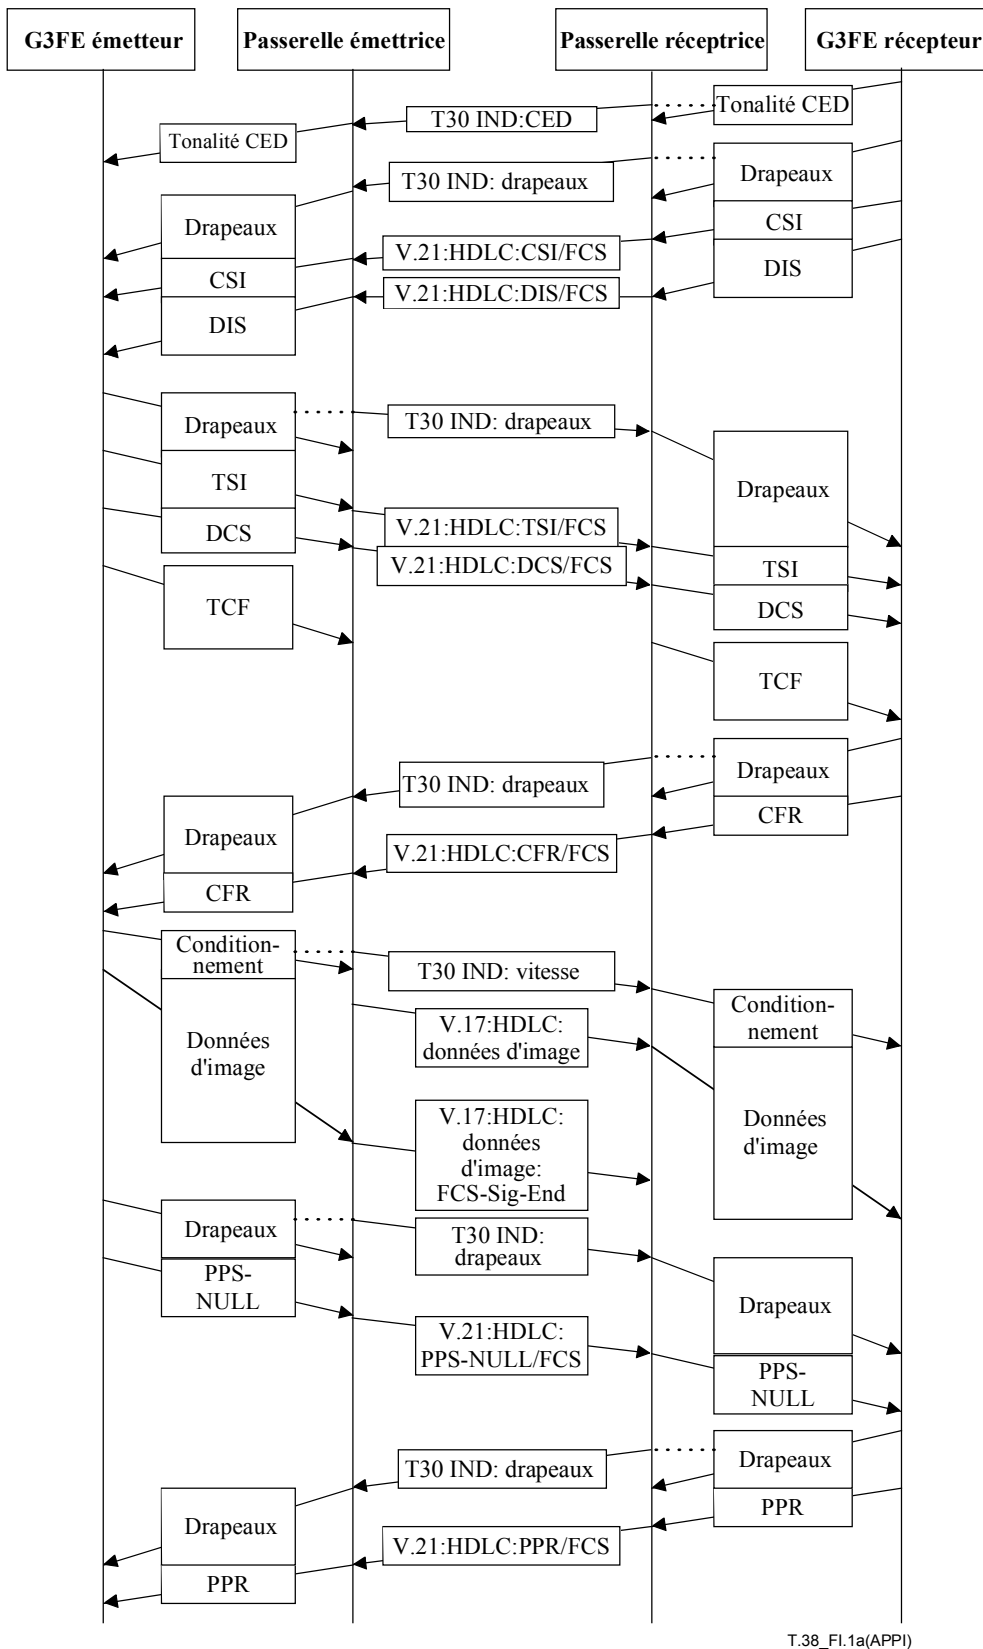 G3FE émetteur
Passerelle émettrice
Passerelle réceptrice
G3FE récepteur
Tonalité CED
T30 IND:CED
Tonalité CED
Drapeaux
T30 IND: drapeaux
Drapeaux
CSI
V.21:HDLC:CSI/FCS
CSI
DIS
V.21:HDLC:DIS/FCS
DIS
Drapeaux
T30 IND: drapeaux
Drapeaux
TSI
V.21:HDLC:TSI/FCS
TSI
DCS
V.21:HDLC:DCS/FCS
DCS
TCF
TCF
Drapeaux
T30 IND: drapeaux
Drapeaux
CFR
V.21:HDLC:CFR/FCS
CFR
Condition-
nement
T30 IND: vitesse
Condition-
nement
Données
d'image
V.17:HDLC:
données d'image
Données
d'image
V.17:HDLC:
données
d'image:
FCS-Sig-End
Drapeaux
T30 IND:
drapeaux
Drapeaux
PPS-
NULL
V.21:HDLC:
PPS-NULL/FCS
PPS-
NULL
Drapeaux
T30 IND: drapeaux
Drapeaux
PPR
V.21:HDLC:PPR/FCS
PPR
T.38_FI.1a(APPI)